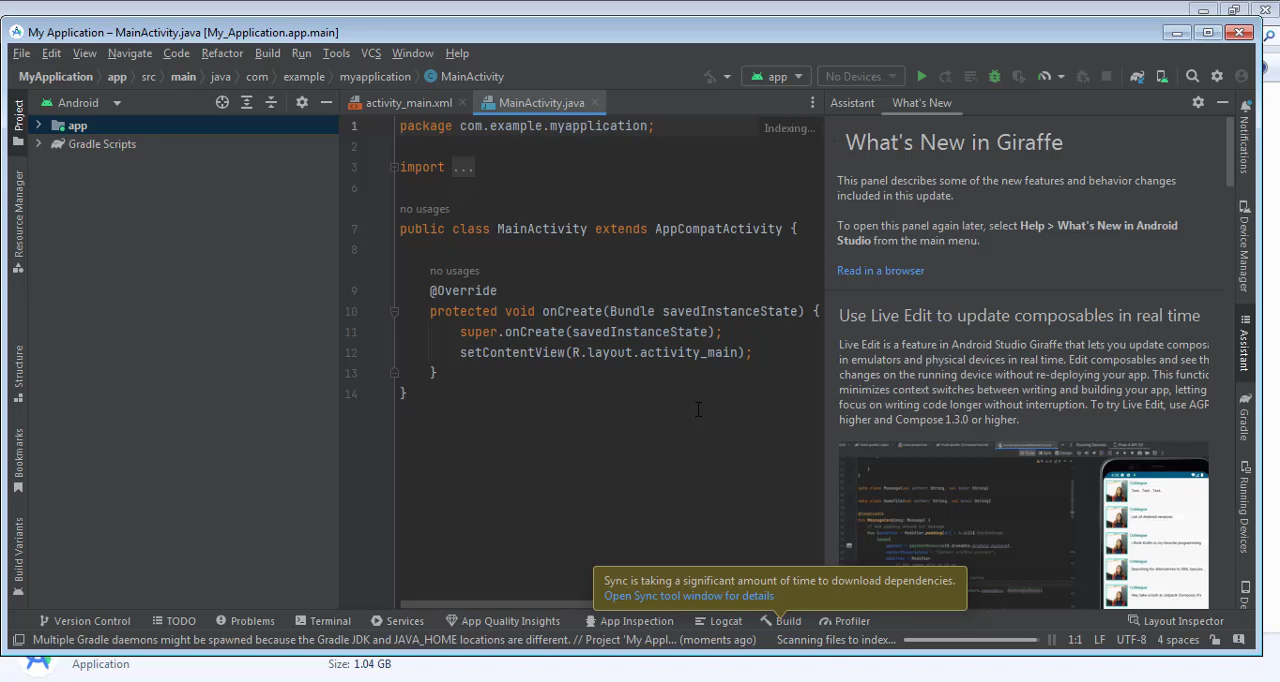 My Application – MainActivity.java [My_Application.app.main]
File Edit View Navigate Code Refactor Build Run Tools VCS Window Help
MyApplication app src main java com example myapplication MainActivity app No Devices
Project Android activity_main.xml MainActivity.java Assistant What's New
app
Gradle Scripts
Resource Manager
Structure
Bookmarks
Build Variants
1 package com.example.myapplication; Indexing...
2
3 import ...
6
no usages
7 public class MainActivity extends AppCompatActivity {
8
no usages
9 @Override
10 protected void onCreate(Bundle savedInstanceState) {
11 super.onCreate(savedInstanceState);
12 setContentView(R.layout.activity_main);
13 }
14 }
What's New in Giraffe
This panel describes some of the new features and behavior changes
included in this update.
To open this panel again later, select Help > What's New in Android
Studio from the main menu.
Read in a browser
Use Live Edit to update composables in real time
Live Edit is a feature in Android Studio Giraffe that lets you update compos
in emulators and physical devices in real time. Edit composables and see th
changes on the running device without re-deploying your app. This functic
minimizes context switches between writing and building your app, letting
focus on writing code longer without interruption. To try Live Edit, use AGP
higher and Compose 1.3.0 or higher.
Notifications
Device Manager
Assistant
Gradle
Running Devices
Sync is taking a significant amount of time to download dependencies.
Open Sync tool window for details
Version Control TODO Problems Terminal Services App Quality Insights App Inspection Logcat Build Profiler Layout Inspector
Multiple Gradle daemons might be spawned because the Gradle JDK and JAVA_HOME locations are different. // Project 'My Appl... (moments ago) Scanning files to index... 1:1 LF UTF-8 4 spaces
Application Size: 1.04 GB